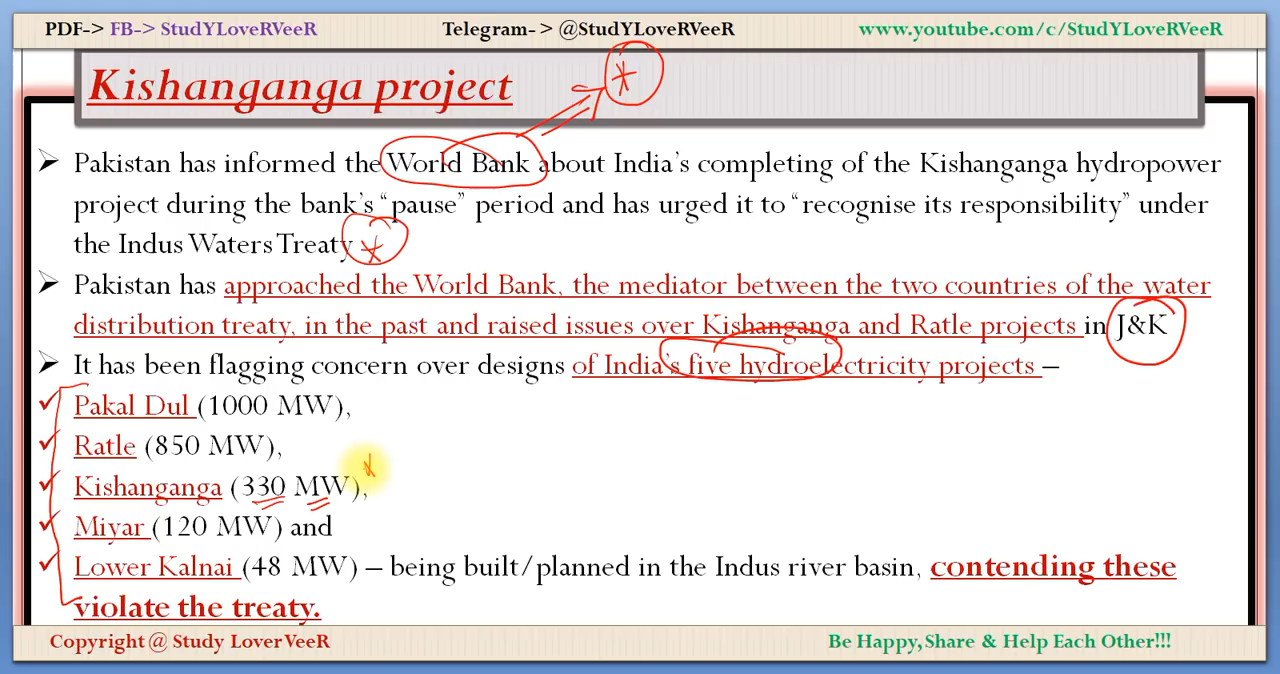 PDF-> FB-> StudYLoveRVeeR Telegram- > @StudYLoveRVeeR www.youtube.com/c/StudYLoveRVeeR
Kishanganga project
➢ Pakistan has informed the World Bank about India's completing of the Kishanganga hydropower
project during the bank's "pause" period and has urged it to "recognise its responsibility" under
the Indus Waters Treaty
➢ Pakistan has approached the World Bank, the mediator between the two countries of the water
distribution treaty, in the past and raised issues over Kishanganga and Ratle projects in J&K
➢ It has been flagging concern over designs of India's five hydroelectricity projects –
✓ Pakal Dul (1000 MW),
✓ Ratle (850 MW),
✓ Kishanganga (330 MW),
✓ Miyar (120 MW) and
✓ Lower Kalnai (48 MW) – being built/planned in the Indus river basin, contending these
violate the treaty.
Copyright @ Study LoverVeeR Be Happy, Share & Help Each Other!!!